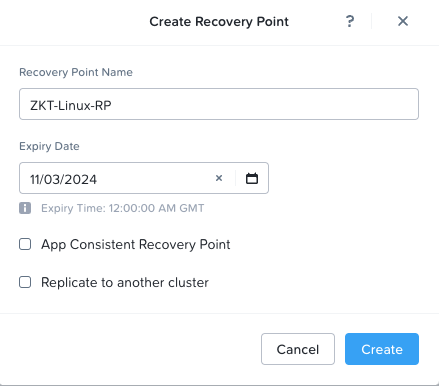 Create Recovery Point ? ×
Recovery Point Name
ZKT-Linux-RP
Expiry Date
11/03/2024 ×
i Expiry Time: 12:00:00 AM GMT
App Consistent Recovery Point
Replicate to another cluster
Cancel Create